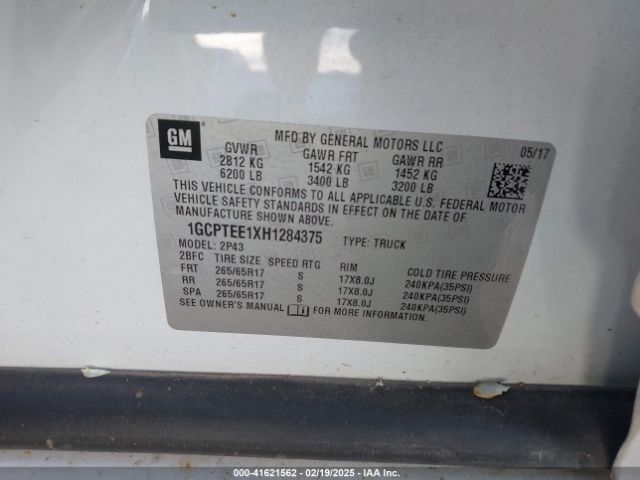 GM
MFD BY GENERAL MOTORS LLC
05/17
GVWR GAWR FRT GAWR RR
2812 KG 1542 KG 1452 KG
6200 LB 3400 LB 3200 LB
THIS VEHICLE CONFORMS TO ALL APPLICABLE U.S. FEDERAL MOTOR
VEHICLE SAFETY STANDARDS IN EFFECT ON THE DATE OF
MANUFACTURE SHOWN ABOVE.
1GCPTEE1XH1284375 TYPE: TRUCK
MODEL: 2P43
2BFC TIRE SIZE SPEED RTG RIM COLD TIRE PRESSURE
FRT 265/65R17 S 17X8.0J 240KPA(35PSI)
RR 265/65R17 S 17X8.0J 240KPA(35PSI)
SPA 265/65R17 S 17X8.0J 240KPA(35PSI)
SEE OWNER'S MANUAL FOR MORE INFORMATION.
000-41621562 - 02/19/2025 - IAA Inc.